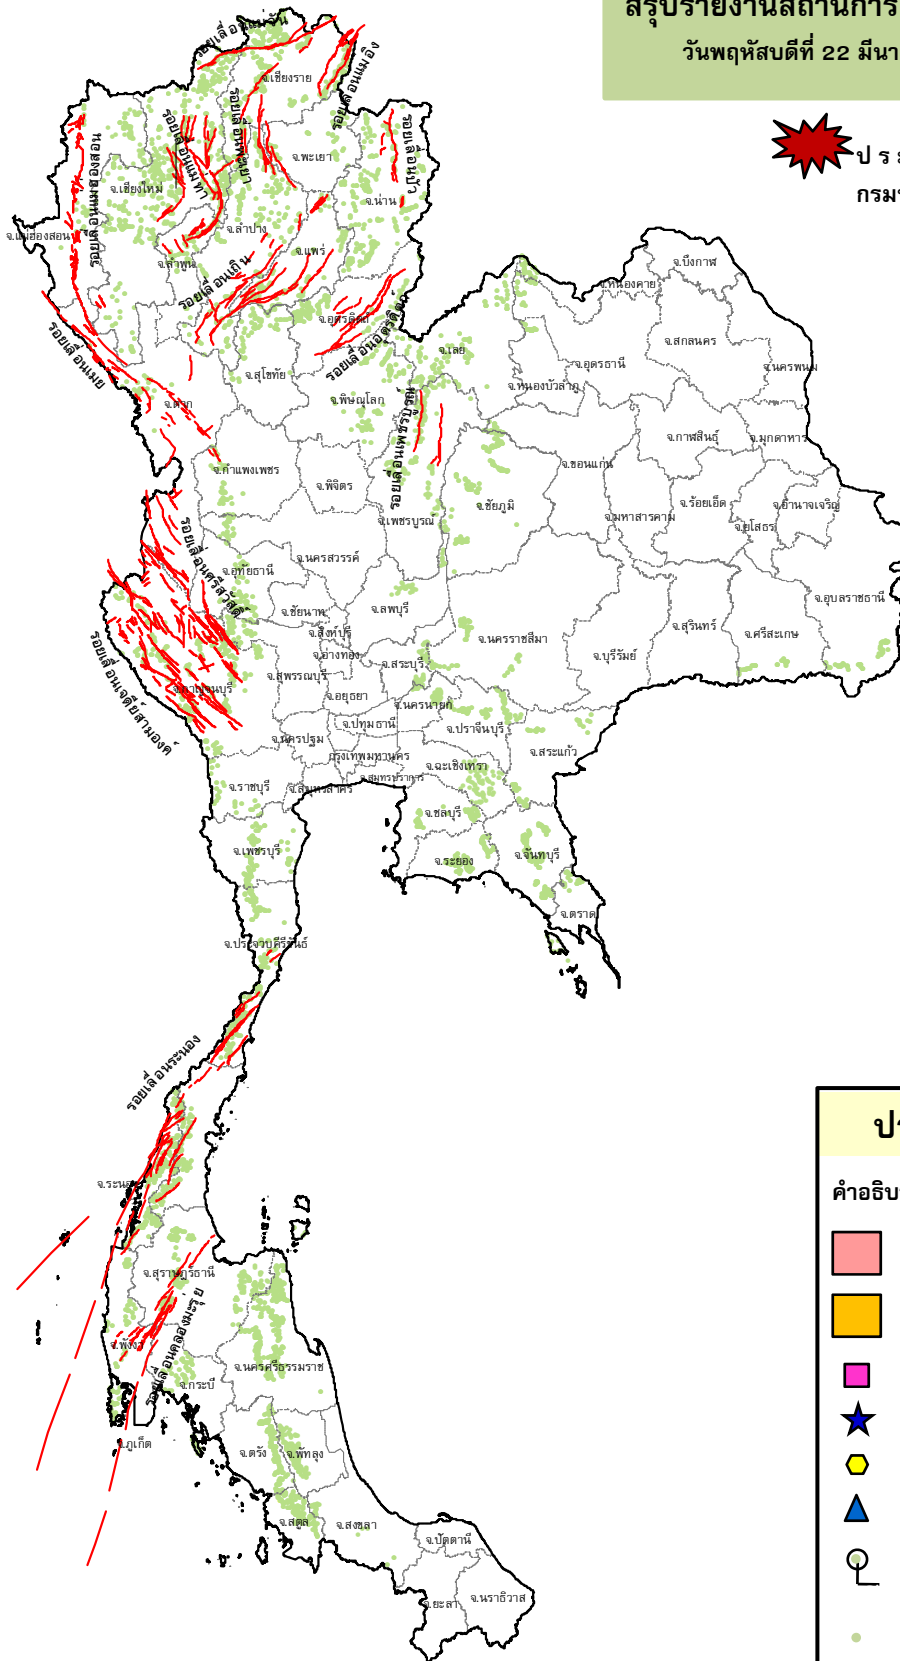 สรุปรายงานสถานการ
วันพฤหัสบดีที่ 22 มีนา
ป ร ะ
กรม
รอยเลื่อนแม่จัน
จ.เชียงราย
รอยเลื่อนแม่อิง
รอยเลื่อนแม่ฮองสอน
รอยเลื่อนแม่ทา
รอยเลื่อนพะเยา
รอยเลื่อนปัว
จ.พะเยา
จ.เชียงใหม่
จ.น่าน
จ.แม่ฮ่องสอน
จ.ลำปาง
จ.แพร่
จ.ลำพูน
รอยเลื่อนเถิน
จ.บึงกาฬ
จ.หนองคาย
จ.อุตรดิตถ์
รอยเลื่อนอุตรดิตถ์
รอยเลื่อนเมย
จ.เลย
จ.สกลนคร
จ.นครพนม
จ.อุดรธานี
จ.สุโขทัย
จ.หนองบัวลำภู
จ.ตาก
จ.พิษณุโลก
รอยเลื่อนเพชรบูรณ์
จ.กาฬสินธุ์
จ.มุกดาหาร
จ.กำแพงเพชร
จ.ขอนแก่น
จ.พิจิตร
จ.ชัยภูมิ
จ.ร้อยเอ็ด
จ.อำนาจเจริญ
จ.เพชรบูรณ์
จ.มหาสารคาม
จ.ยโสธร
รอยเลื่อนศรีสวัสดิ์
จ.นครสวรรค์
จ.อุทัยธานี
จ.อุบลราชธานี
จ.ชัยนาท
จ.ลพบุรี
จ.สิงห์บุรี
จ.นครราชสีมา
จ.สุรินทร์
จ.ศรีสะเกษ
จ.อ่างทอง
จ.บุรีรัมย์
รอยเลื่อนเจดีย์สามองค์
จ.สระบุรี
จ.สุพรรณบุรี
จ.กาญจนบุรี
จ.อยุธยา
จ.นครนายก
จ.ปทุมธานี
จ.ปราจีนบุรี
จ.นครปฐม
จ.สระแก้ว
กรุงเทพมหานคร
จ.ฉะเชิงเทรา
จ.สมุทรปราการ
จ.ราชบุรี
จ.สมุทรสาคร
จ.ชลบุรี
จ.เพชรบุรี
จ.ระยอง
จ.จันทบุรี
จ.ตราด
จ.ประจวบคีรีขันธ์
รอยเลื่อนระนอง
จ.ระนอง
จ.สุราษฎร์ธานี
รอยเลื่อนคลองมะรุ่ย
จ.พังงา
จ.นครศรีธรรมราช
จ.กระบี่
จ.ภูเก็ต
จ.ตรัง
จ.พัทลุง
จ.สตูล
จ.สงขลา
จ.ปัตตานี
จ.ยะลา
จ.นราธิวาส
ประ
คำอธิบ